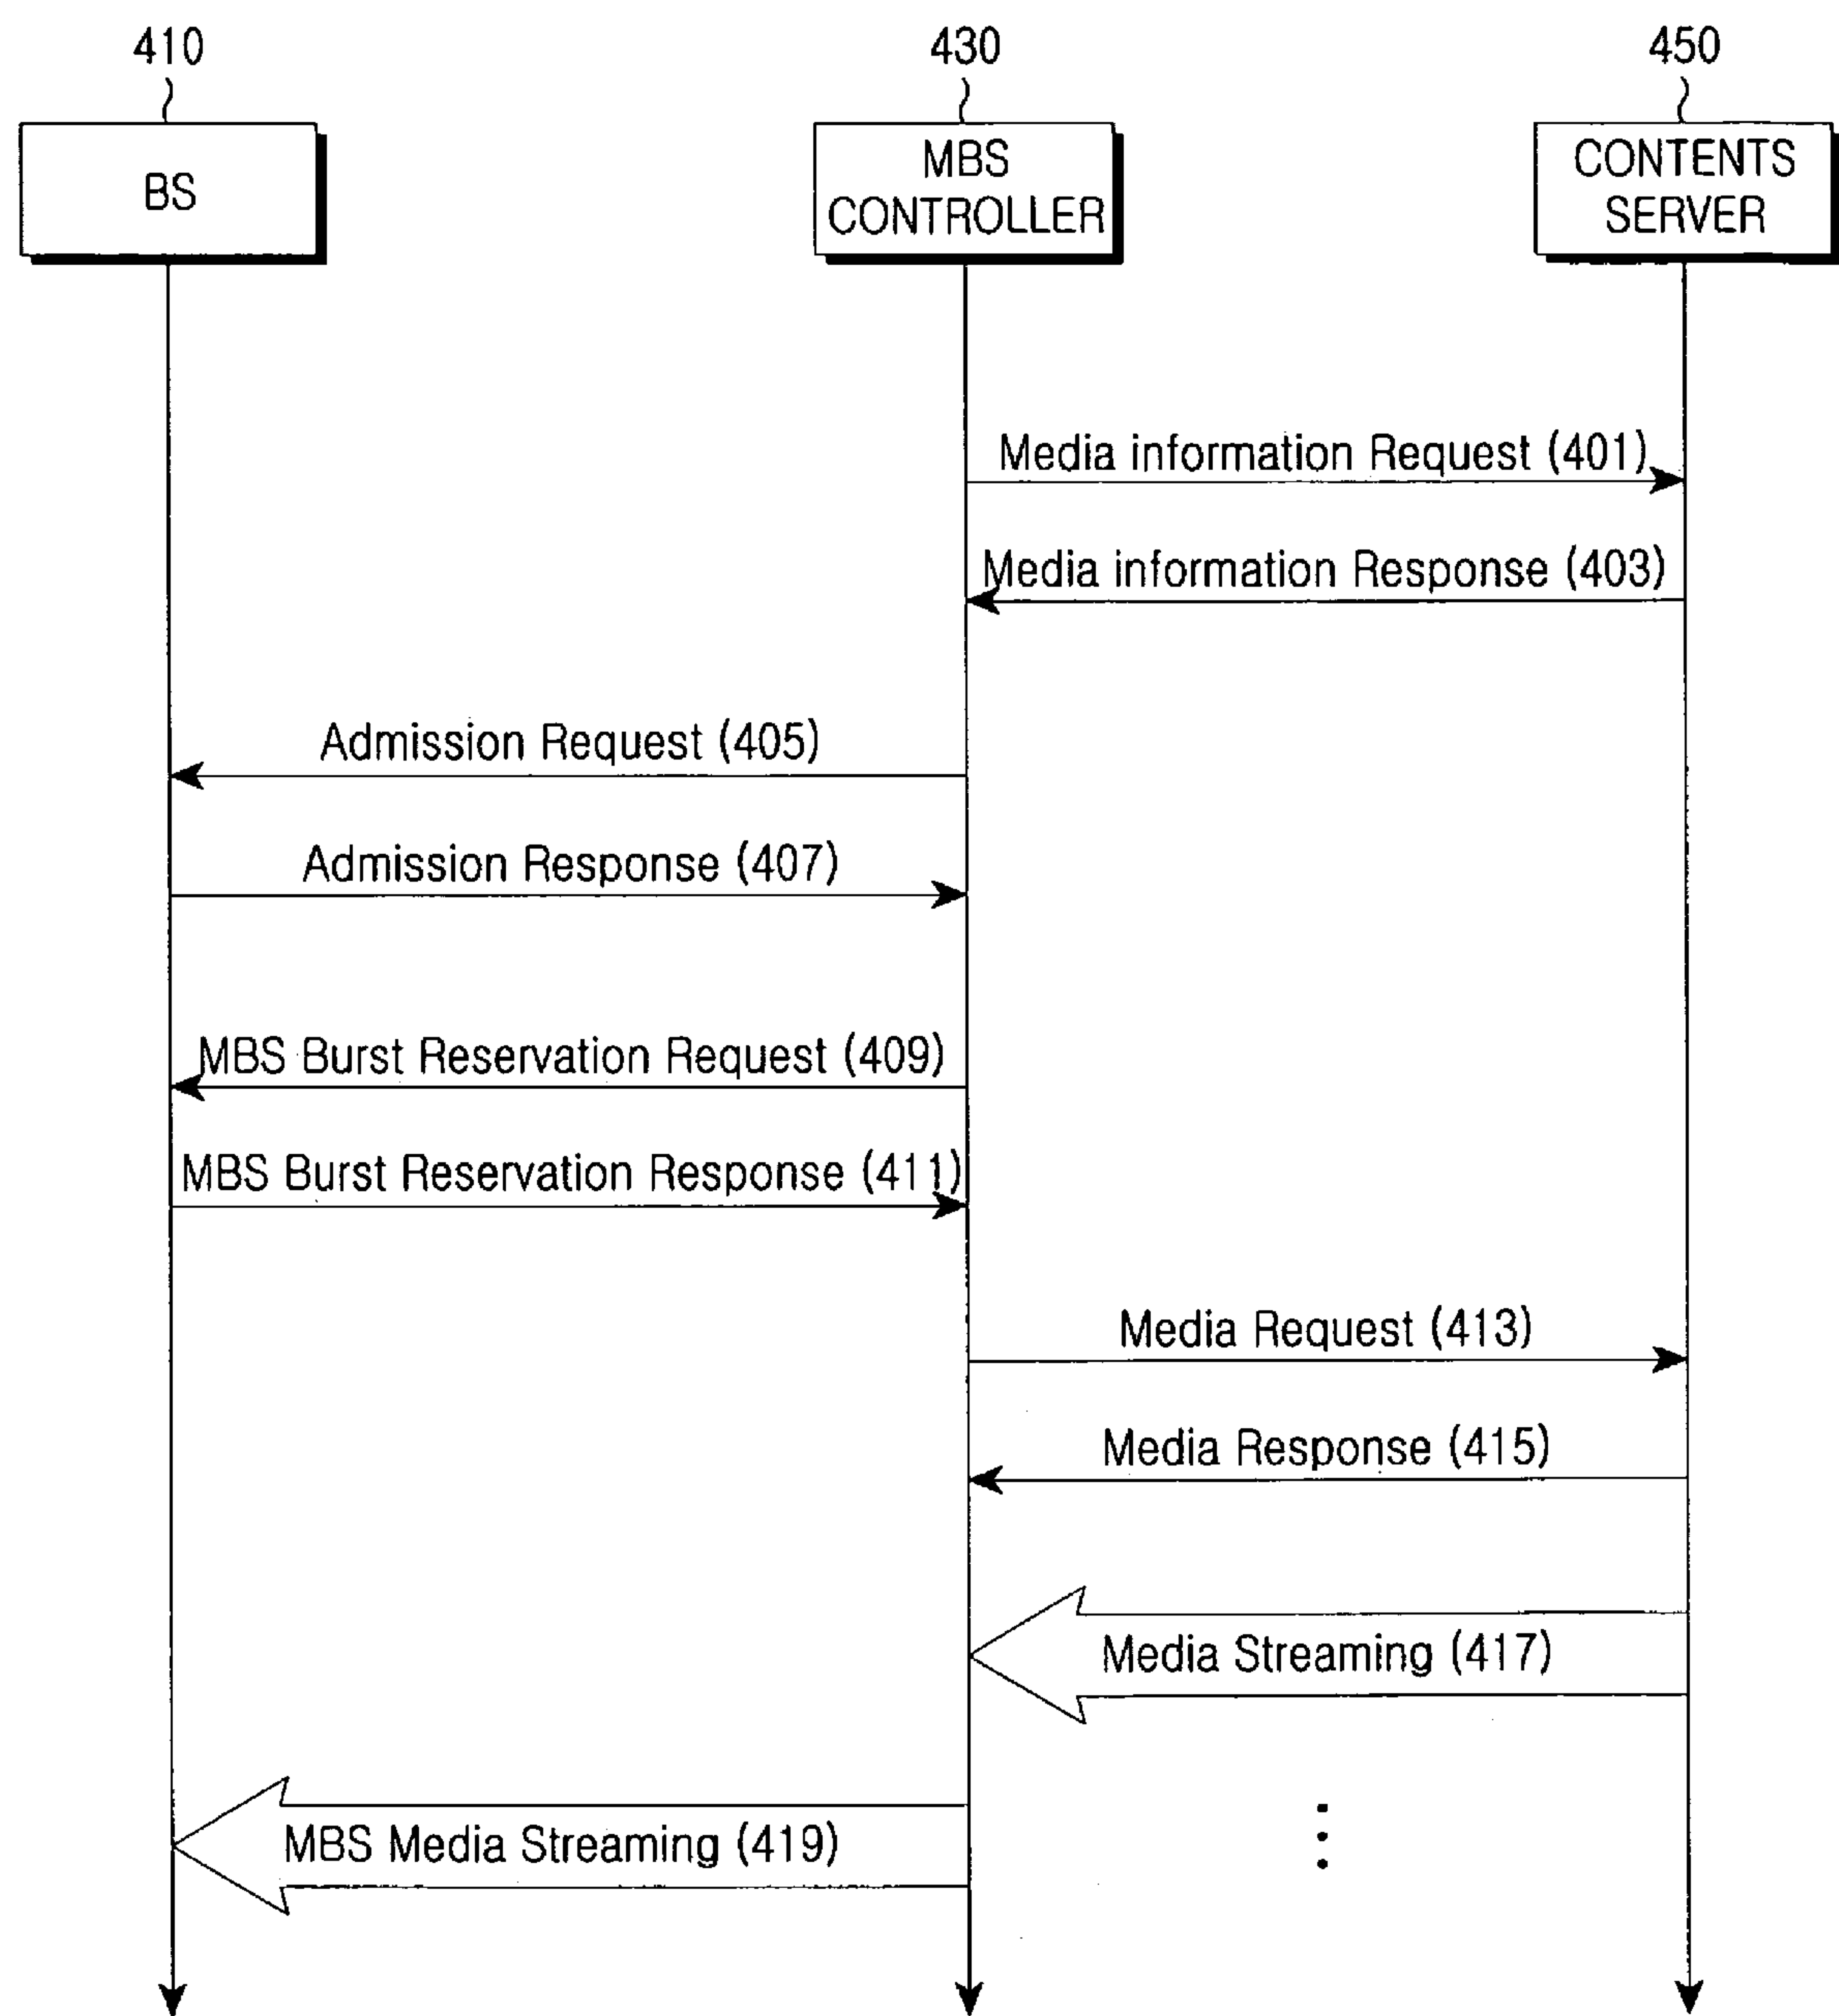 410
430
450
BS
MBS
CONTROLLER
CONTENTS
SERVER
Media information Request (401)
Media information Response (403)
Admission Request (405)
Admission Response (407)
MBS Burst Reservation Request (409)
MBS Burst Reservation Response (411)
Media Request (413)
Media Response (415)
Media Streaming (417)
MBS Media Streaming (419)